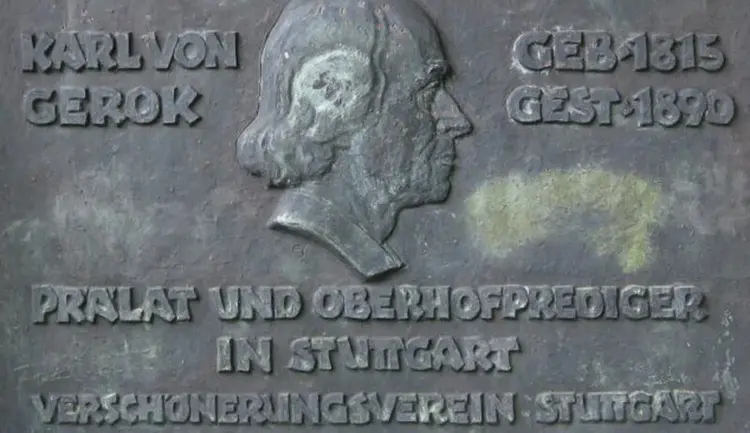 KARL VON
GEROK
GEB·1815
GEST·1890
PRÄLAT UND OBERHOFPREDIGER
IN STUTTGART
VERSCHÖNERUNGSVEREIN STUTTGART